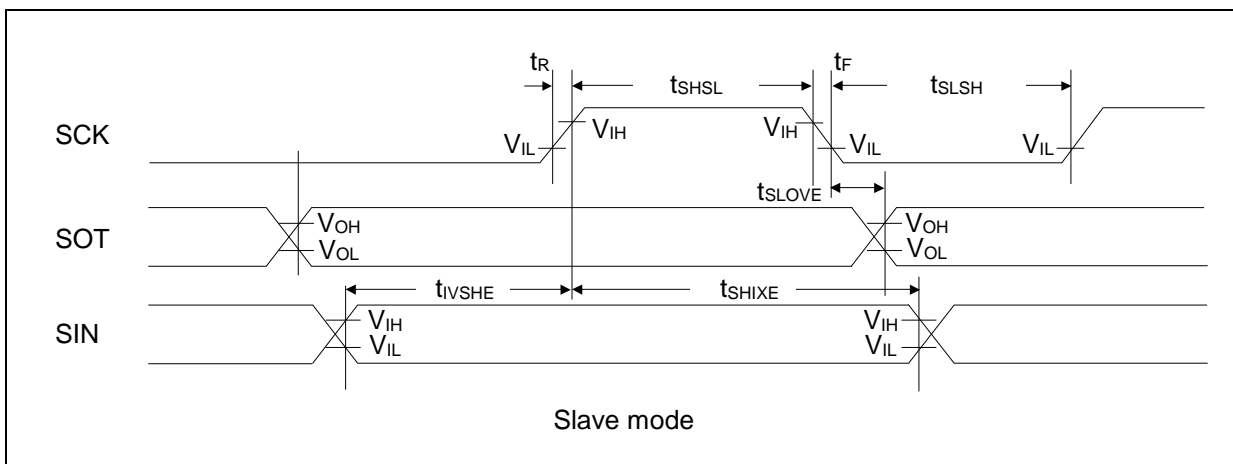 tR tSHSL tF tSLSH
SCK VIL VIH VIH VIL VIL
tSLOVE
SOT VOH VOL VOH VOL
tIVSHE tSHIXE
SIN VIH VIL VIH VIL
Slave mode